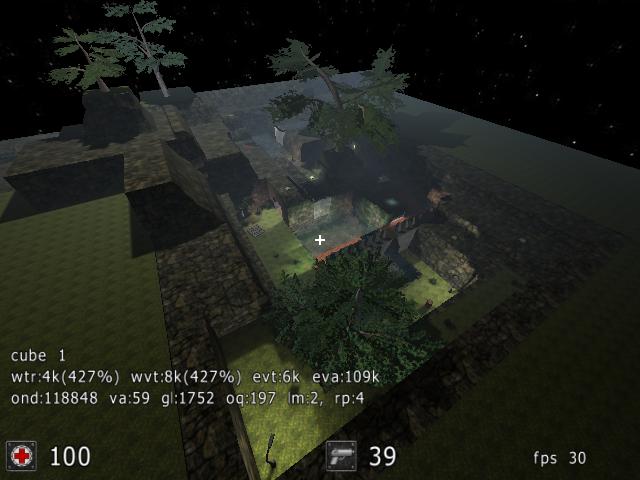 cube 1
wtr:4k(427%) wvt:8k(427%) evt:6k eva:109k
ond:118848 va:59 gl:1752 oq:197 lm:2, rp:4
100 39 fps 30